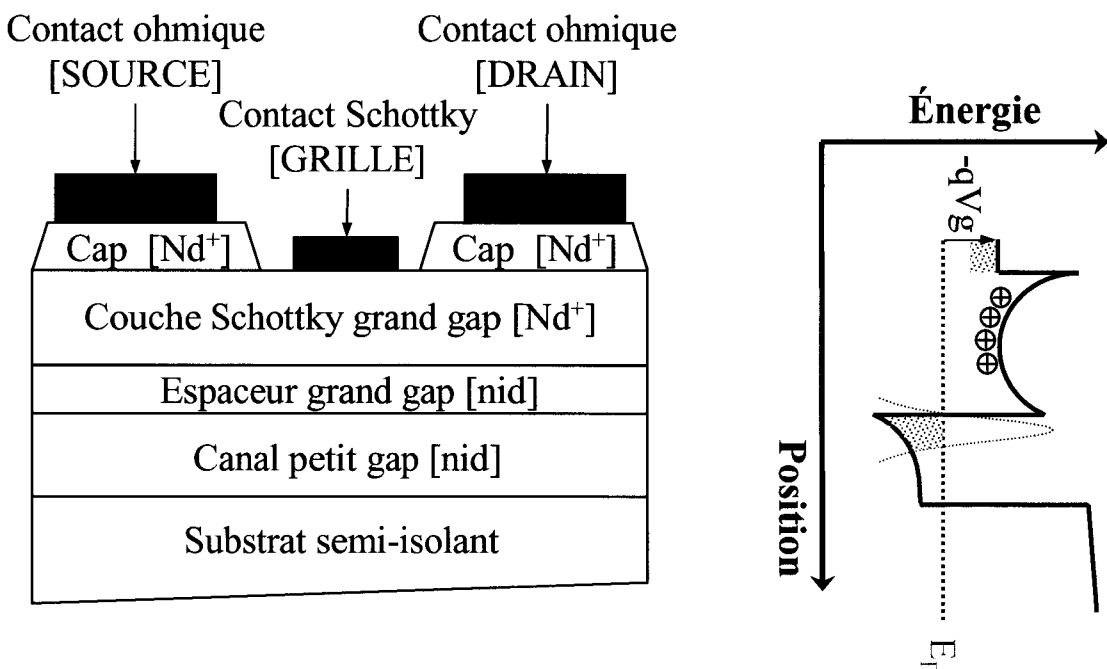 Contact ohmique
[SOURCE]
Contact ohmique
[DRAIN]
Contact Schottky
[GRILLE]
Cap [Nd⁺]
Cap [Nd⁺]
Couche Schottky grand gap [Nd⁺]
Espaceur grand gap [nid]
Canal petit gap [nid]
Substrat semi-isolant
Énergie
-qVg
Position